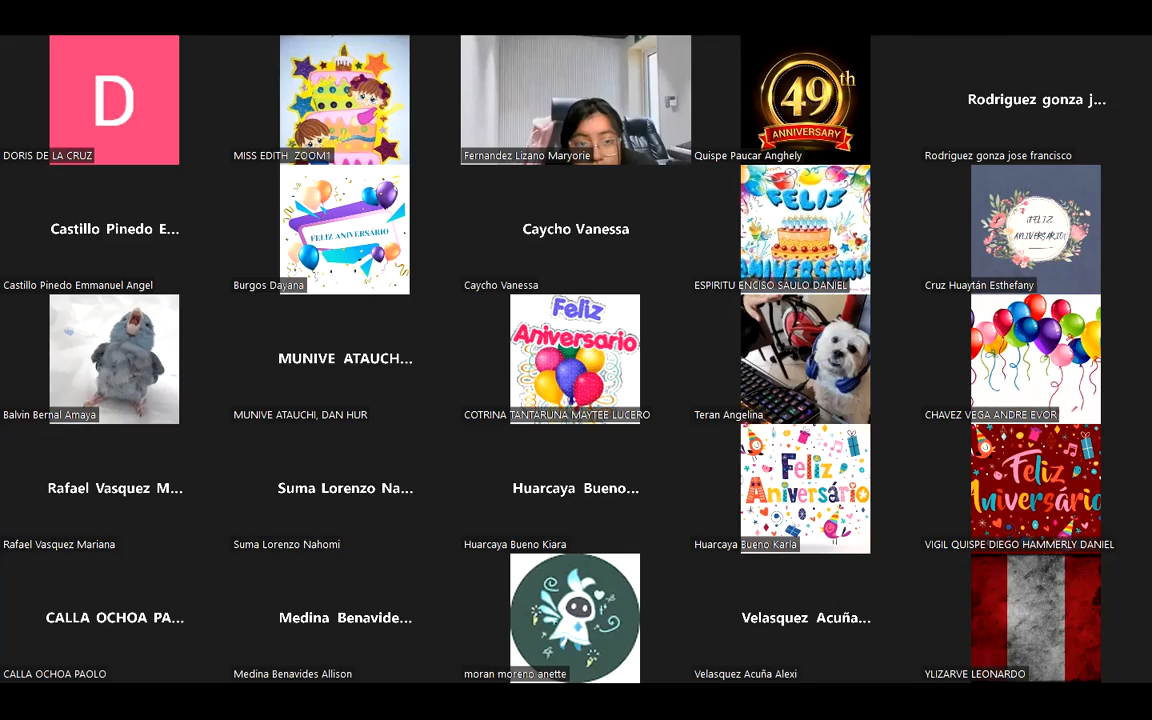 D
DORIS DE LA CRUZ
MISS EDITH ZOOM1
Fernandez Lizano Maryorie
49th
ANNIVERSARY
Quispe Paucar Anghely
Rodriguez gonza j...
Rodriguez gonza jose francisco
Castillo Pinedo E...
Castillo Pinedo Emmanuel Angel
FELIZ ANIVERSARIO
Burgos Dayana
Caycho Vanessa
Caycho Vanessa
FELIZ
ANIVERSARIO
ESPIRITU ENCISO SAULO DANIEL
¡FELIZ
ANIVERSARIO!
Cruz Huaytán Esthefany
Balvin Bernal Amaya
MUNIVE ATAUCH...
MUNIVE ATAUCHI, DAN HUR
Feliz
Aniversario
COTRINA TANTARUNA MAYTEE LUCERO
Teran Angelina
CHAVEZ VEGA ANDRE EVOR
Rafael Vasquez M...
Rafael Vasquez Mariana
Suma Lorenzo Na...
Suma Lorenzo Nahomi
Huarcaya Bueno...
Huarcaya Bueno Kiara
Feliz
Aniversário
Huarcaya Bueno Karla
Feliz
Aniversário
VIGIL QUISPE DIEGO HAMMERLY DANIEL
CALLA OCHOA PA...
CALLA OCHOA PAOLO
Medina Benavide...
Medina Benavides Allison
moran moreno anette
Velasquez Acuña...
Velasquez Acuña Alexi
YLIZARVE LEONARDO